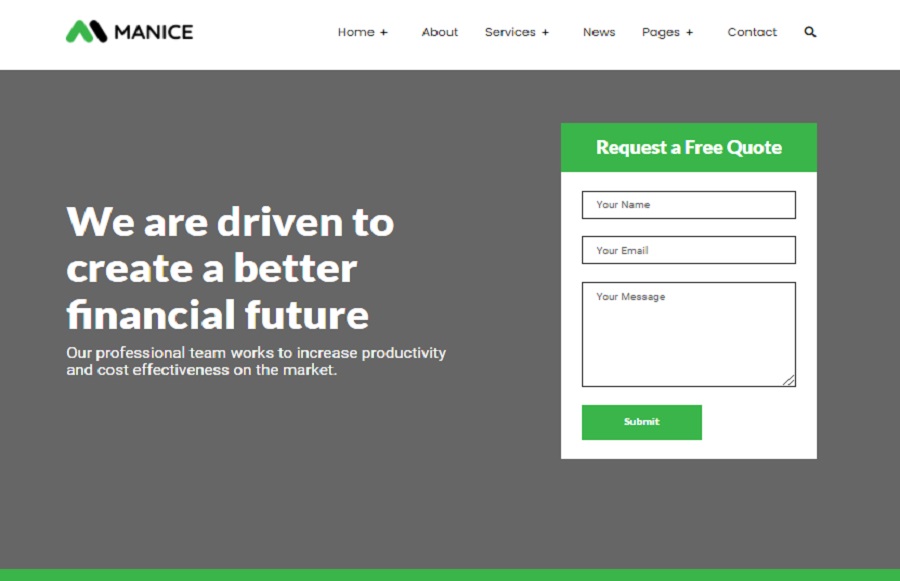 MANICE
Home + About Services + News Pages + Contact
We are driven to
create a better
financial future
Our professional team works to increase productivity
and cost effectiveness on the market.
Request a Free Quote
Your Name
Your Email
Your Message
Submit